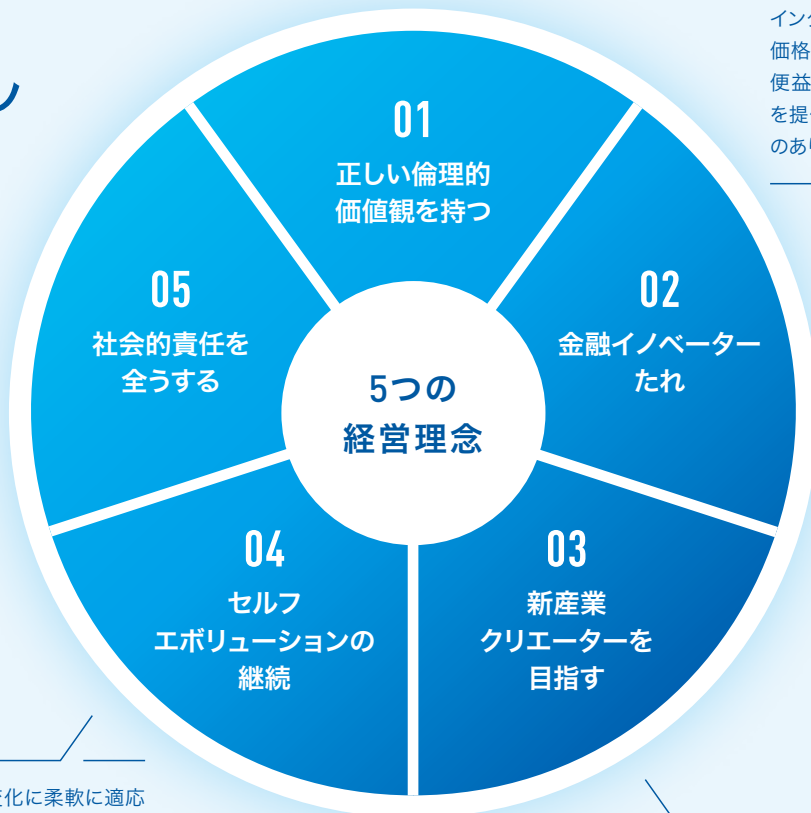 01
正しい倫理的
価値観を持つ
02
金融イノベーター
たれ
03
新産業
クリエーターを
目指す
04
セルフ
エボリューションの
継続
05
社会的責任を
全うする
5つの
経営理念
価格
便益
を提
のあ
化に柔軟に適応